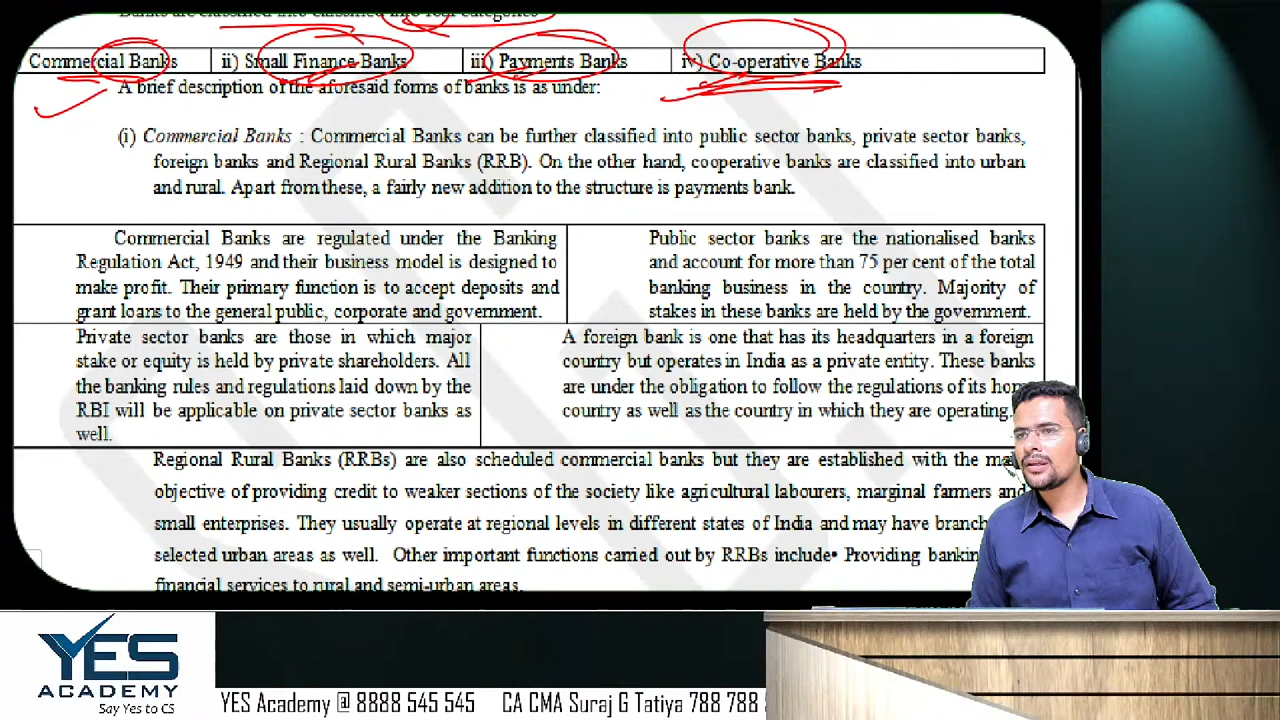 Banks are classified into classified into four categories
Commercial Banks ii) Small Finance Banks iii) Payments Banks iv) Co-operative Banks
A brief description of the aforesaid forms of banks is as under:
(i) Commercial Banks : Commercial Banks can be further classified into public sector banks, private sector banks,
foreign banks and Regional Rural Banks (RRB). On the other hand, cooperative banks are classified into urban
and rural. Apart from these, a fairly new addition to the structure is payments bank.
Commercial Banks are regulated under the Banking
Regulation Act, 1949 and their business model is designed to
make profit. Their primary function is to accept deposits and
grant loans to the general public, corporate and government.
Public sector banks are the nationalised banks
and account for more than 75 per cent of the total
banking business in the country. Majority of
stakes in these banks are held by the government.
Private sector banks are those in which major
stake or equity is held by private shareholders. All
the banking rules and regulations laid down by the
RBI will be applicable on private sector banks as
well.
A foreign bank is one that has its headquarters in a foreign
country but operates in India as a private entity. These banks
are under the obligation to follow the regulations of its
country as well as the country in which they are operating.
Regional Rural Banks (RRBs) are also scheduled commercial banks but they are established with the
objective of providing credit to weaker sections of the society like agricultural labourers, marginal farmers and
small enterprises. They usually operate at regional levels in different states of India and may have
selected urban areas as well. Other important functions carried out by RRBs include• Providing
financial services to rural and semi-urban areas.
YES
ACADEMY
Say Yes to CS
YES Academy @ 8888 545 545 CA CMA Suraj G Tatiya 788 788